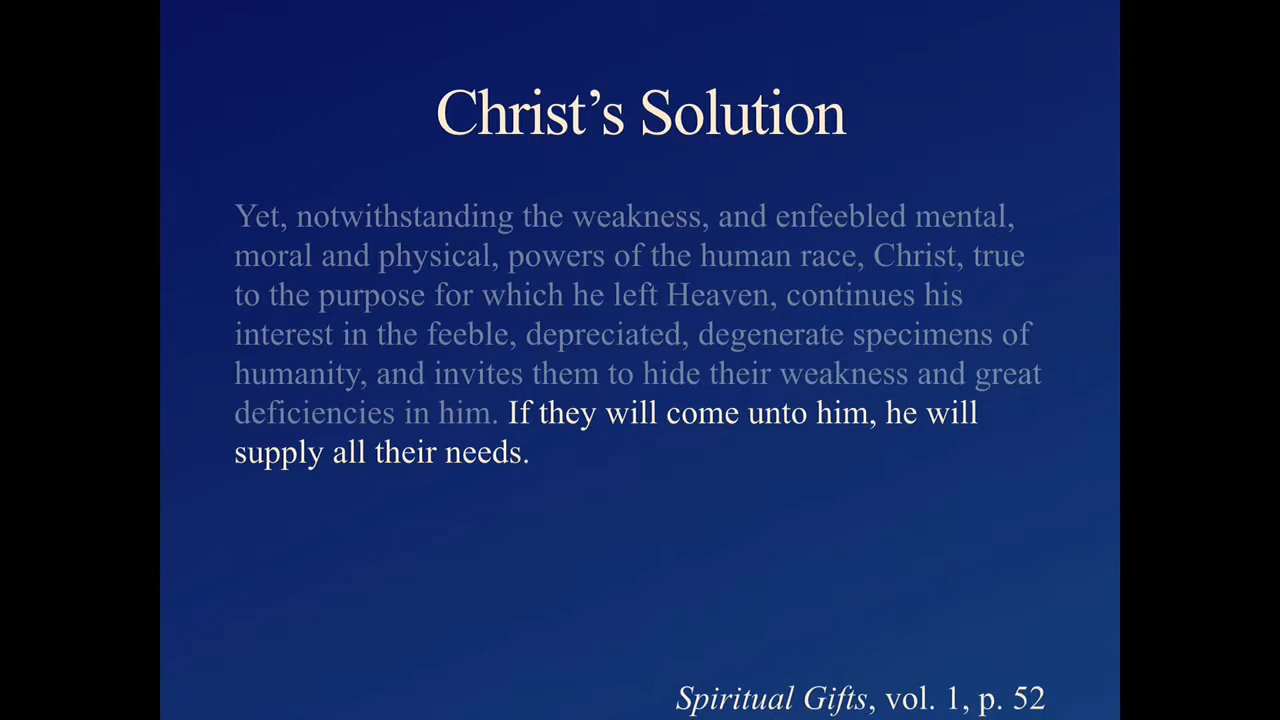 Christ’s Solution
Yet, notwithstanding the weakness, and enfeebled mental,
moral and physical, powers of the human race, Christ, true
to the purpose for which he left Heaven, continues his
interest in the feeble, depreciated, degenerate specimens of
humanity, and invites them to hide their weakness and great
deficiencies in him. If they will come unto him, he will
supply all their needs.
Spiritual Gifts, vol. 1, p. 52